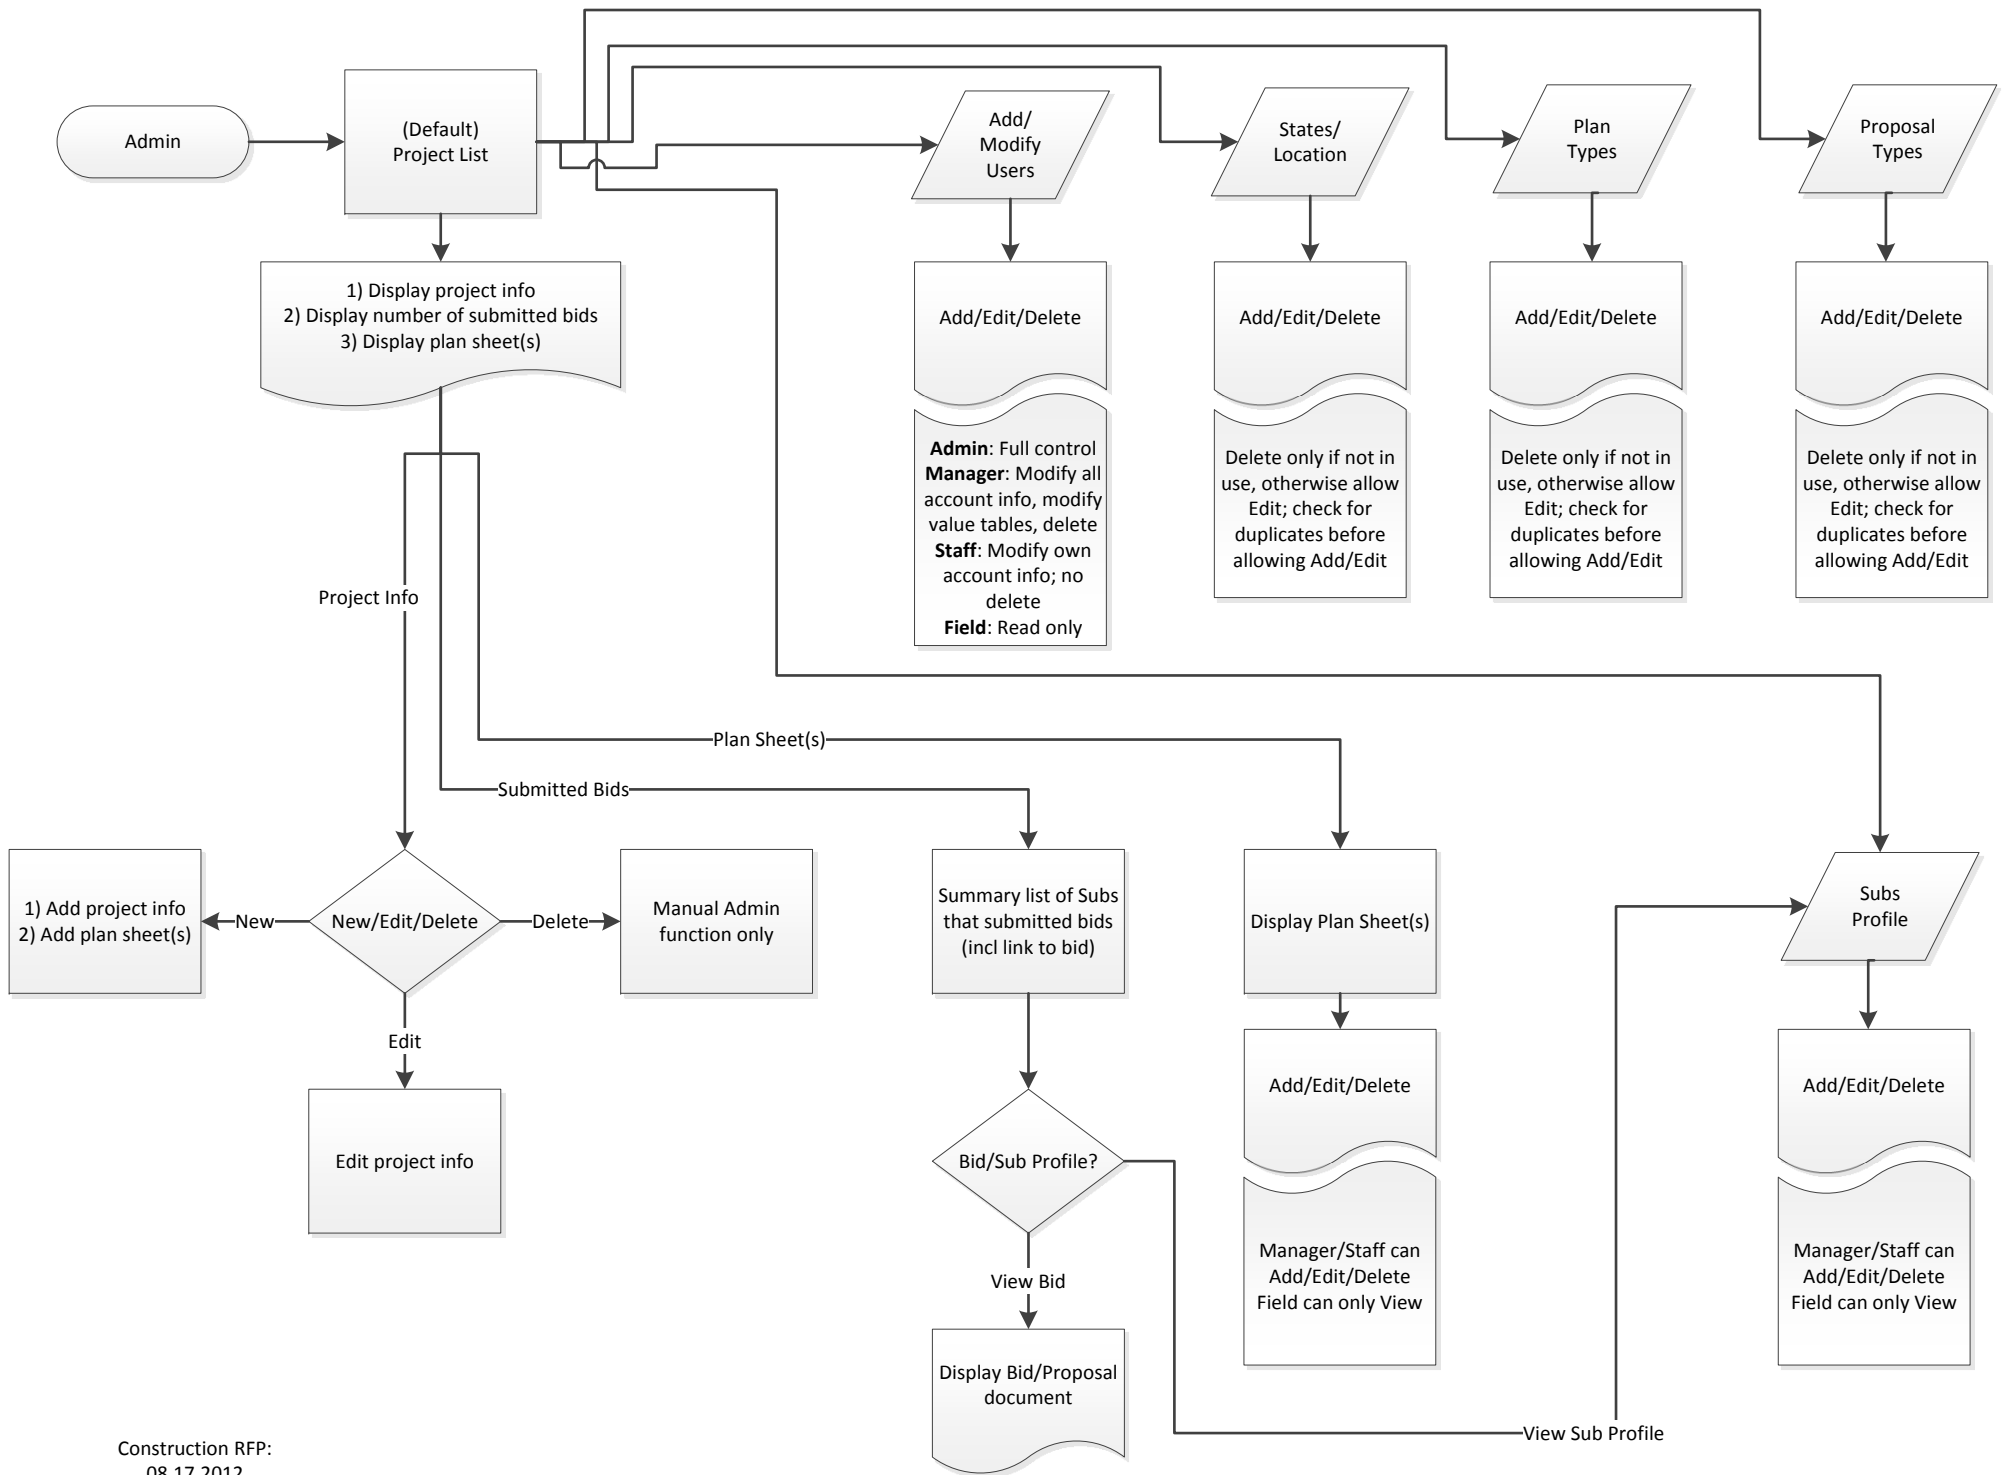 Admin
(Default)
Project List
Add/
Modify
Users
States/
Location
Plan
Types
Proposal
Types
1) Display project info
2) Display number of submitted bids
3) Display plan sheet(s)
Add/Edit/Delete
Add/Edit/Delete
Add/Edit/Delete
Add/Edit/Delete
Admin: Full control
Manager: Modify all
account info, modify
value tables, delete
Staff: Modify own
account info; no
delete
Field: Read only
Delete only if not in
use, otherwise allow
Edit; check for
duplicates before
allowing Add/Edit
Delete only if not in
use, otherwise allow
Edit; check for
duplicates before
allowing Add/Edit
Delete only if not in
use, otherwise allow
Edit; check for
duplicates before
allowing Add/Edit
Project Info
Plan Sheet(s)
Submitted Bids
1) Add project info
2) Add plan sheet(s)
New
New/Edit/Delete
Delete
Manual Admin
function only
Summary list of Subs
that submitted bids
(incl link to bid)
Display Plan Sheet(s)
Subs
Profile
Edit
Edit project info
Add/Edit/Delete
Add/Edit/Delete
Bid/Sub Profile?
Manager/Staff can
Add/Edit/Delete
Field can only View
Manager/Staff can
Add/Edit/Delete
Field can only View
View Bid
Display Bid/Proposal
document
View Sub Profile
Construction RFP:
08.17.2012